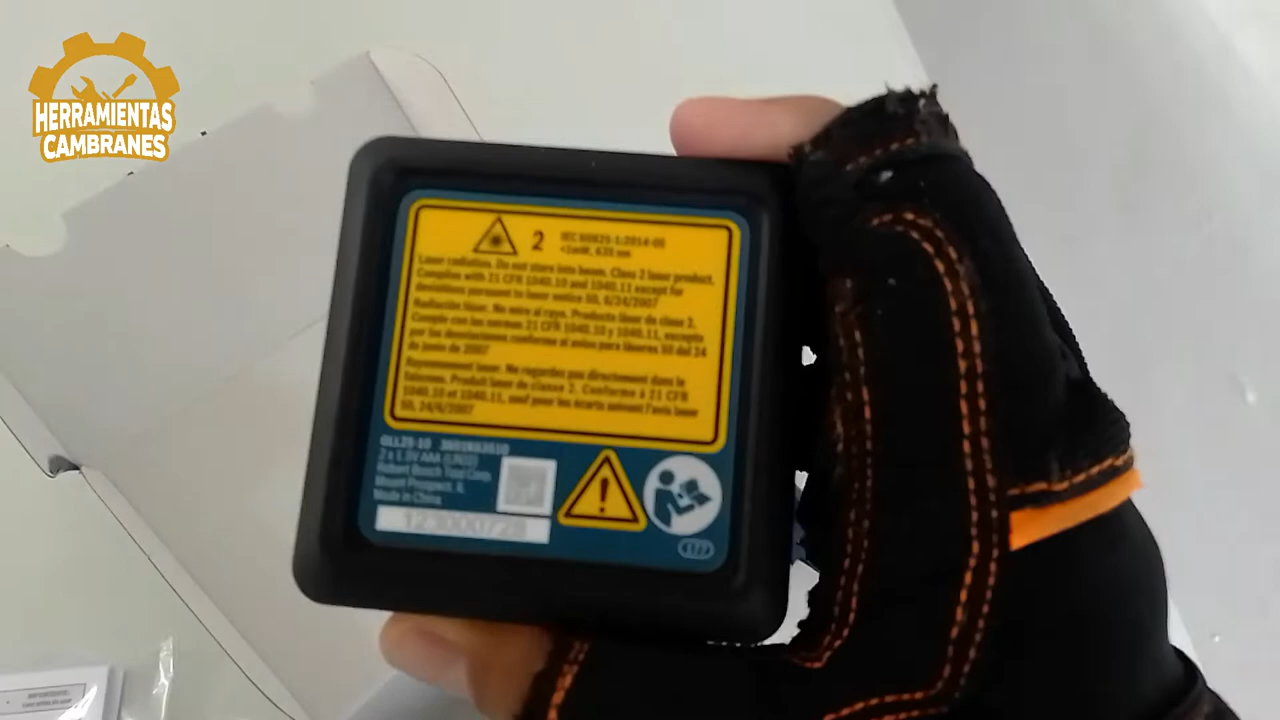 HERRAMIENTAS
CAMBRANES
2
IEC 60825-1:2014-05
<1mW, 635 nm
Laser radiation. Do not stare into beam. Class 2 laser product.
Complies with 21 CFR 1040.10 and 1040.11 except for
deviations pursuant to laser notice 50, 6/24/2007
Radiación láser. No mire al rayo. Producto láser de clase 2.
Cumple con las normas 21 CFR 1040.10 y 1040.11, excepto
por las desviaciones conforme al aviso para láseres 50 del 24
de junio de 2007
Rayonnement laser. Ne regardez pas directement dans le
faisceau. Produit laser de classe 2. Conforme à 21 CFR
1040.10 et 1040.11, sauf pour les écarts suivant l'avis laser
50, 24/6/2007
2 x 1.5V AAA (LR03)
Robert Bosch Tool Corp.
Mount Prospect, IL
Made in China